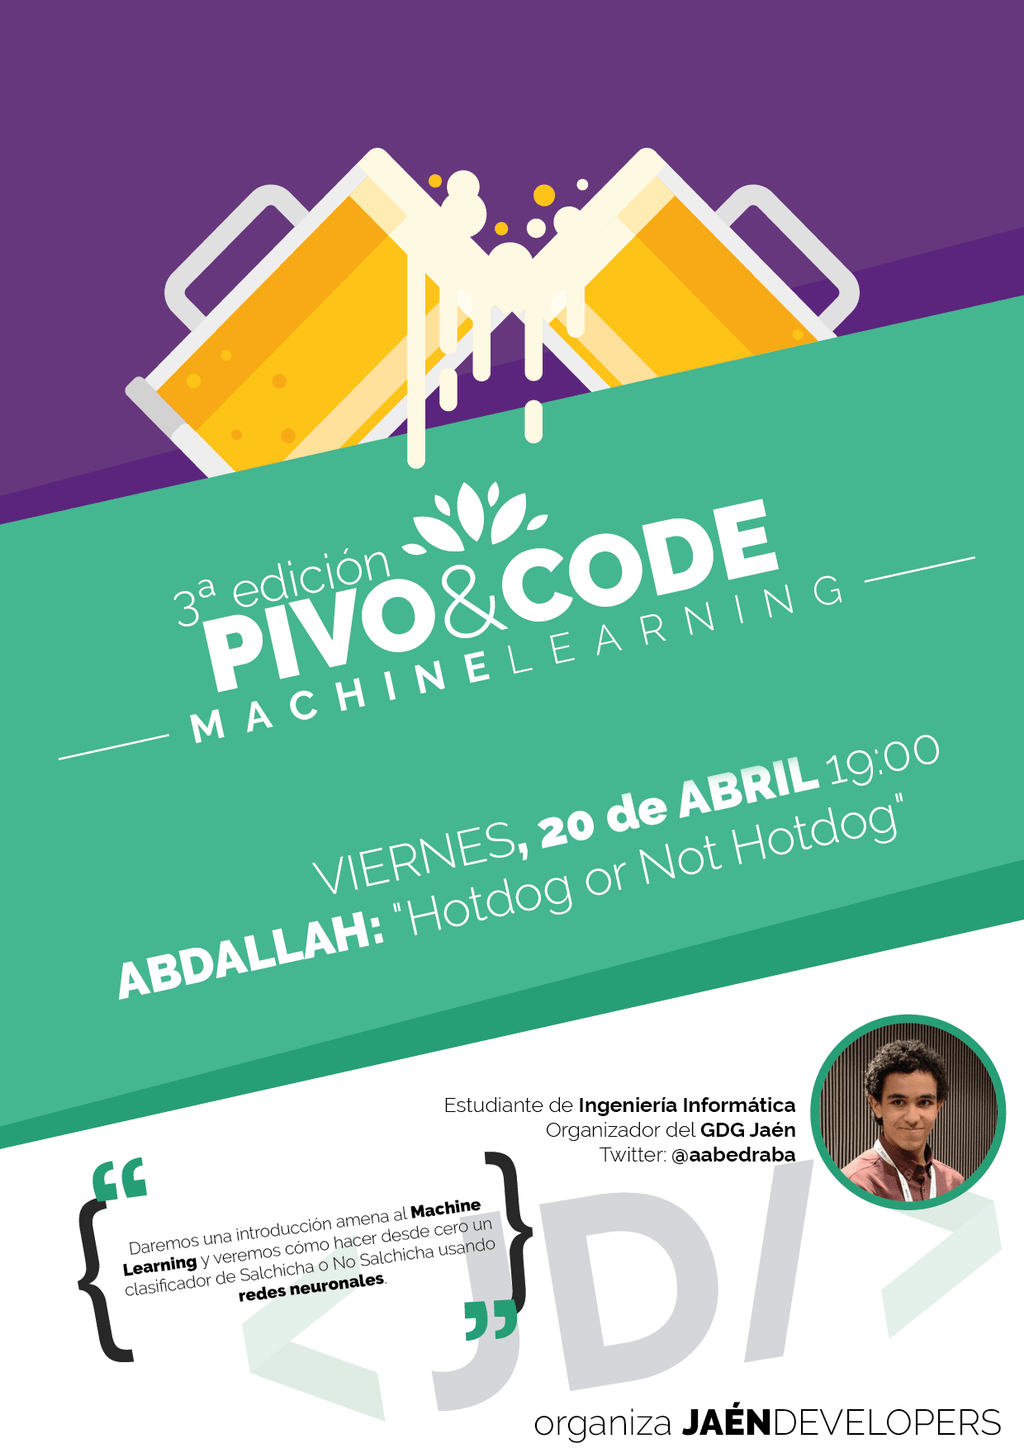 3ª edición
PIVO&CODE
MACHINELEARNING
VIERNES, 20 de ABRIL 19:00
ABDALLAH: "Hotdog or Not Hotdog"
Estudiante de Ingeniería Informática
Organizador del GDG Jaén
Twitter: @aabedraba
“
Daremos una introducción amena al Machine
Learning y veremos cómo hacer desde cero un
clasificador de Salchicha o No Salchicha usando
redes neuronales.
”
<JD/>
organiza JAÉNDEVELOPERS